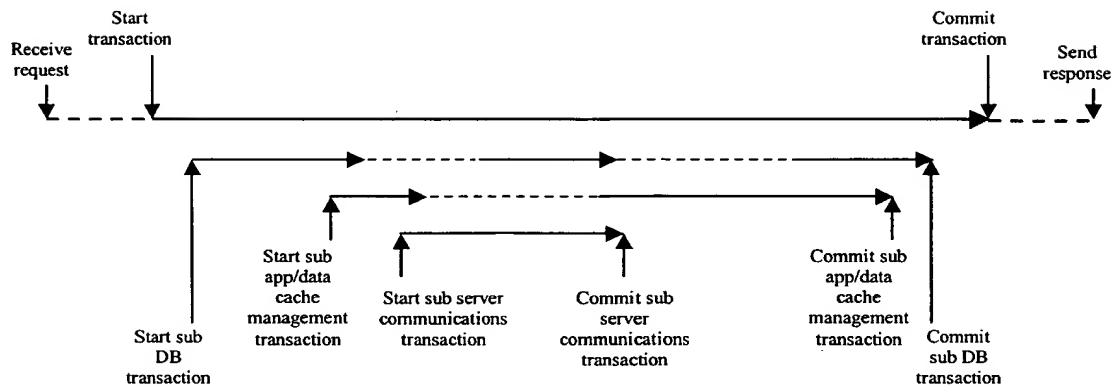 Start
transaction
Commit
transaction
Receive
request
Send
response
Start sub
app/data
cache
management
transaction
Start sub server
communications
transaction
Commit sub
server
communications
transaction
Commit sub
app/data
cache
management
transaction
Start sub
DB
transaction
Commit
sub DB
transaction